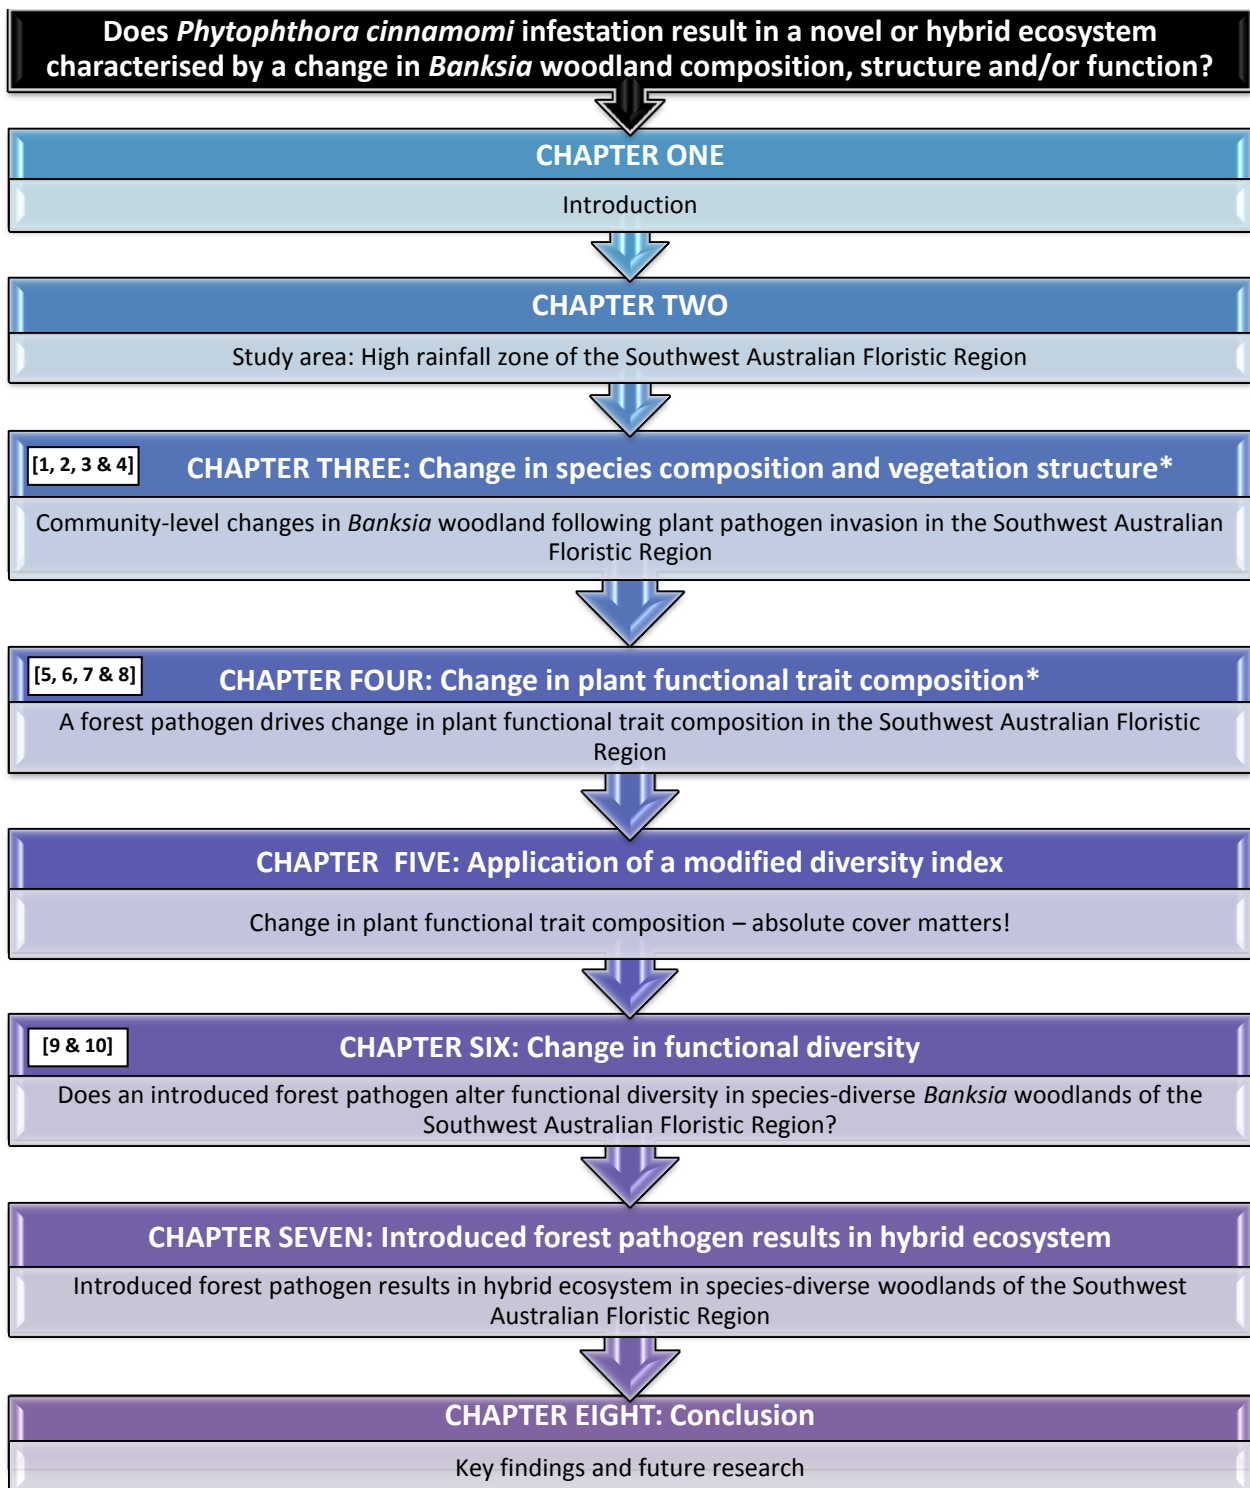 Does Phytophthora cinnamomi infestation result in a novel or hybrid ecosystem
characterised by a change in Banksia woodland composition, structure and/or function?
CHAPTER ONE
Introduction
CHAPTER TWO
Study area: High rainfall zone of the Southwest Australian Floristic Region
[1, 2, 3 & 4] CHAPTER THREE: Change in species composition and vegetation structure*
Community-level changes in Banksia woodland following plant pathogen invasion in the Southwest Australian
Floristic Region
[5, 6, 7 & 8] CHAPTER FOUR: Change in plant functional trait composition*
A forest pathogen drives change in plant functional trait composition in the Southwest Australian Floristic
Region
CHAPTER FIVE: Application of a modified diversity index
Change in plant functional trait composition – absolute cover matters!
[9 & 10] CHAPTER SIX: Change in functional diversity
Does an introduced forest pathogen alter functional diversity in species-diverse Banksia woodlands of the
Southwest Australian Floristic Region?
CHAPTER SEVEN: Introduced forest pathogen results in hybrid ecosystem
Introduced forest pathogen results in hybrid ecosystem in species-diverse woodlands of the Southwest
Australian Floristic Region
CHAPTER EIGHT: Conclusion
Key findings and future research